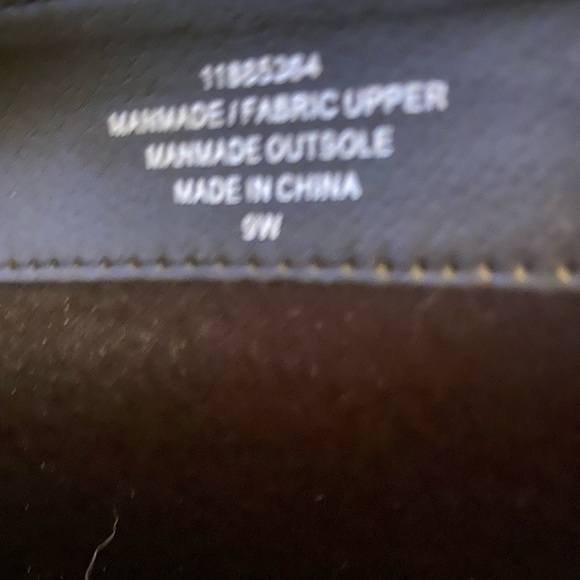 MANMADE / FABRIC UPPER
MANMADE OUTSOLE
MADE IN CHINA
9W